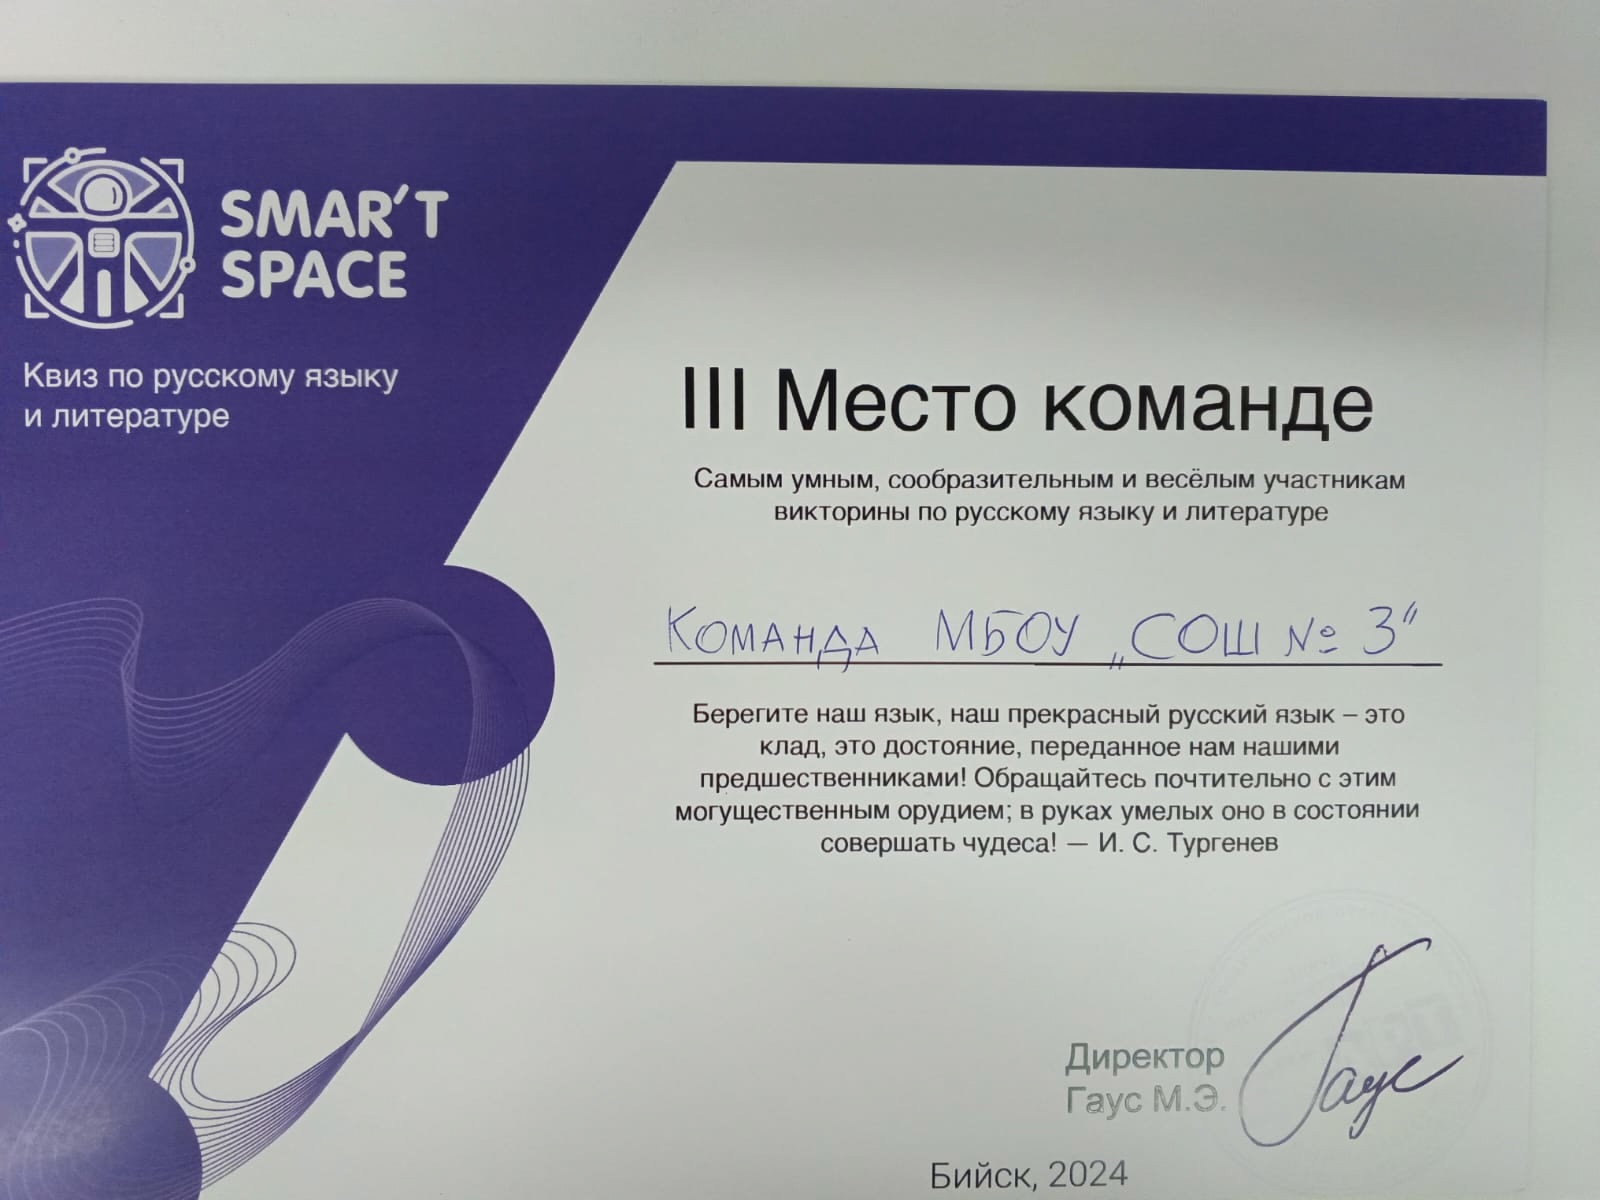 SMAR'T
SPACE
Квиз по русскому языку
и литературе
III Место команде
Самым умным, сообразительным и весёлым участникам
викторины по русскому языку и литературе
Команда МБОУ „СОШ № 3"
Берегите наш язык, наш прекрасный русский язык – это
клад, это достояние, переданное нам нашими
предшественниками! Обращайтесь почтительно с этим
могущественным орудием; в руках умелых оно в состоянии
совершать чудеса! — И. С. Тургенев
Директор
Гаус М.Э.
Гаус
Бийск, 2024